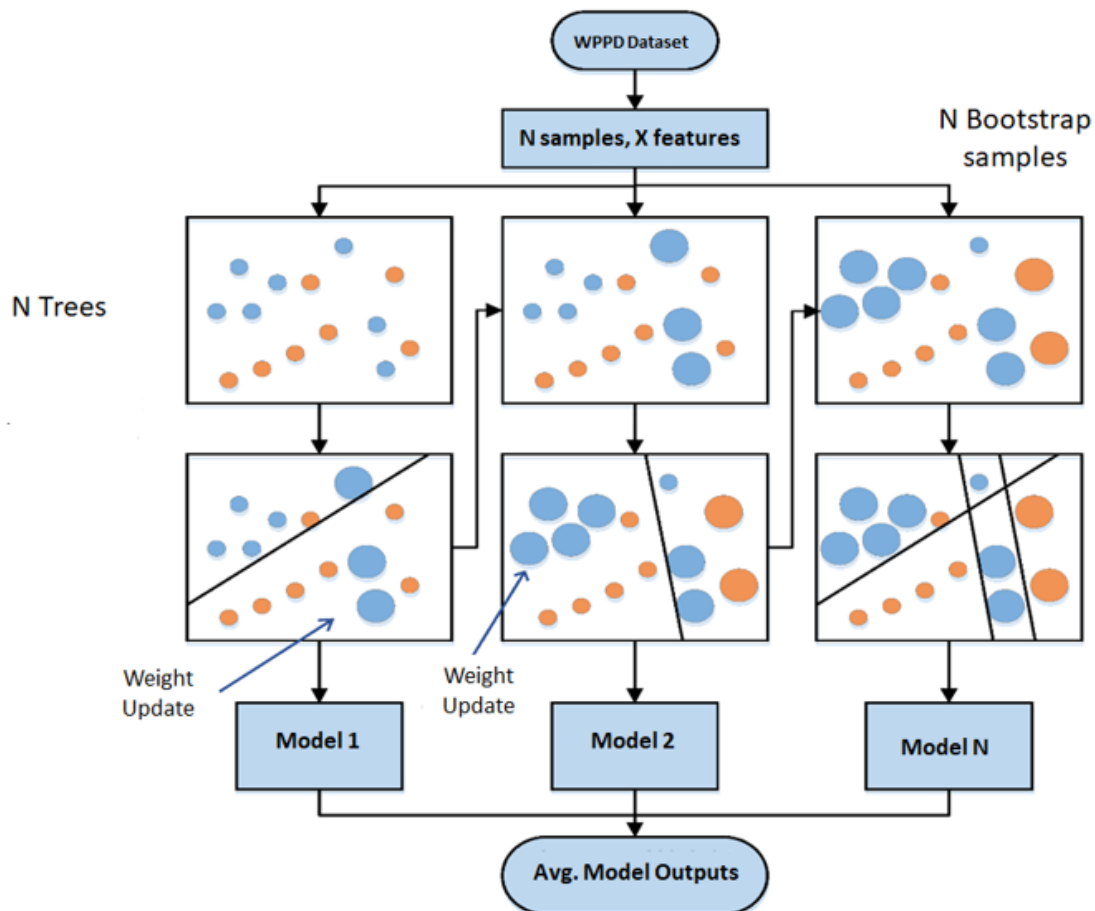 WPPD Dataset
N samples, X features
N Bootstrap
samples
N Trees
Weight
Update
Weight
Update
Model 1
Model 2
Model N
Avg. Model Outputs